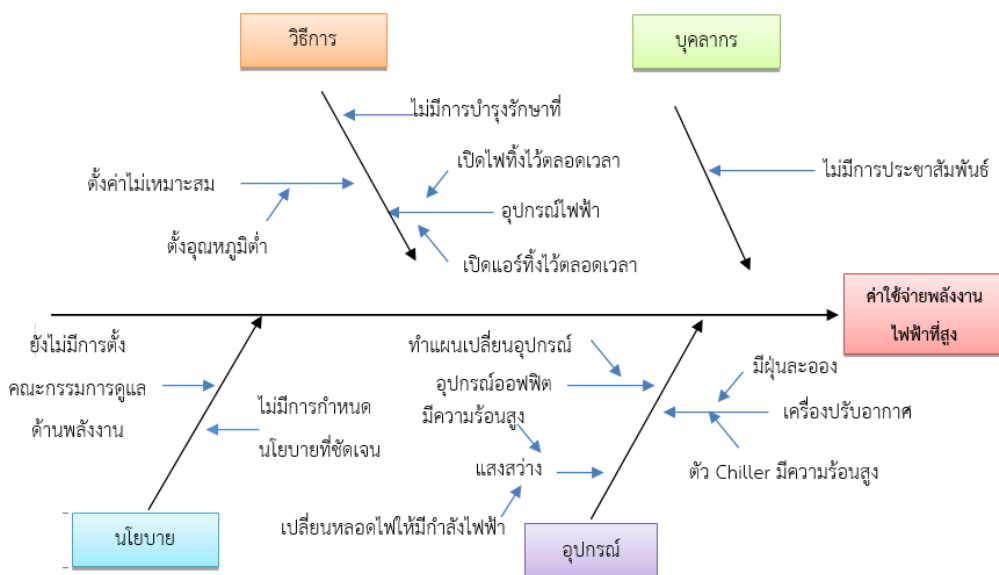 วิธีการ
บุคลากร
ไม่มีการบำรุงรักษาที่
เปิดไฟทิ้งไว้ตลอดเวลา
ไม่มีการประชาสัมพันธ์
ตั้งค่าไม่เหมาะสม
อุปกรณ์ไฟฟ้า
ตั้งอุณหภูมิต่ำ
เปิดแอร์ทิ้งไว้ตลอดเวลา
ค่าใช้จ่ายพลังงาน
ไฟฟ้าที่สูง
ยังไม่มีการตั้ง
คณะกรรมการดูแล
ด้านพลังงาน
ไม่มีการกำหนด
นโยบายที่ชัดเจน
ทำแผนเปลี่ยนอุปกรณ์
อุปกรณ์ออฟฟิต
มีความร้อนสูง
แสงสว่าง
เปลี่ยนหลอดไฟให้มีกำลังไฟฟ้า
มีฝุ่นละออง
เครื่องปรับอากาศ
ตัว Chiller มีความร้อนสูง
นโยบาย
อุปกรณ์